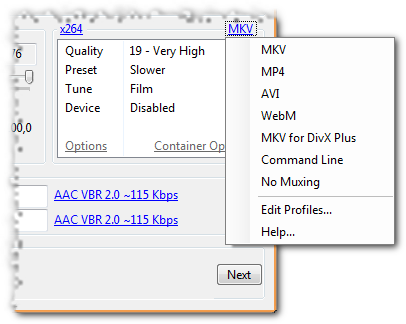 x264 MKV
76
Quality 19 - Very High
Preset Slower
Tune Film
Device Disabled
00,0
Options Container Op
MKV
MP4
AVI
WebM
MKV for DivX Plus
Command Line
No Muxing
Edit Profiles...
Help...
AAC VBR 2.0 ~115 Kbps
AAC VBR 2.0 ~115 Kbps
Next